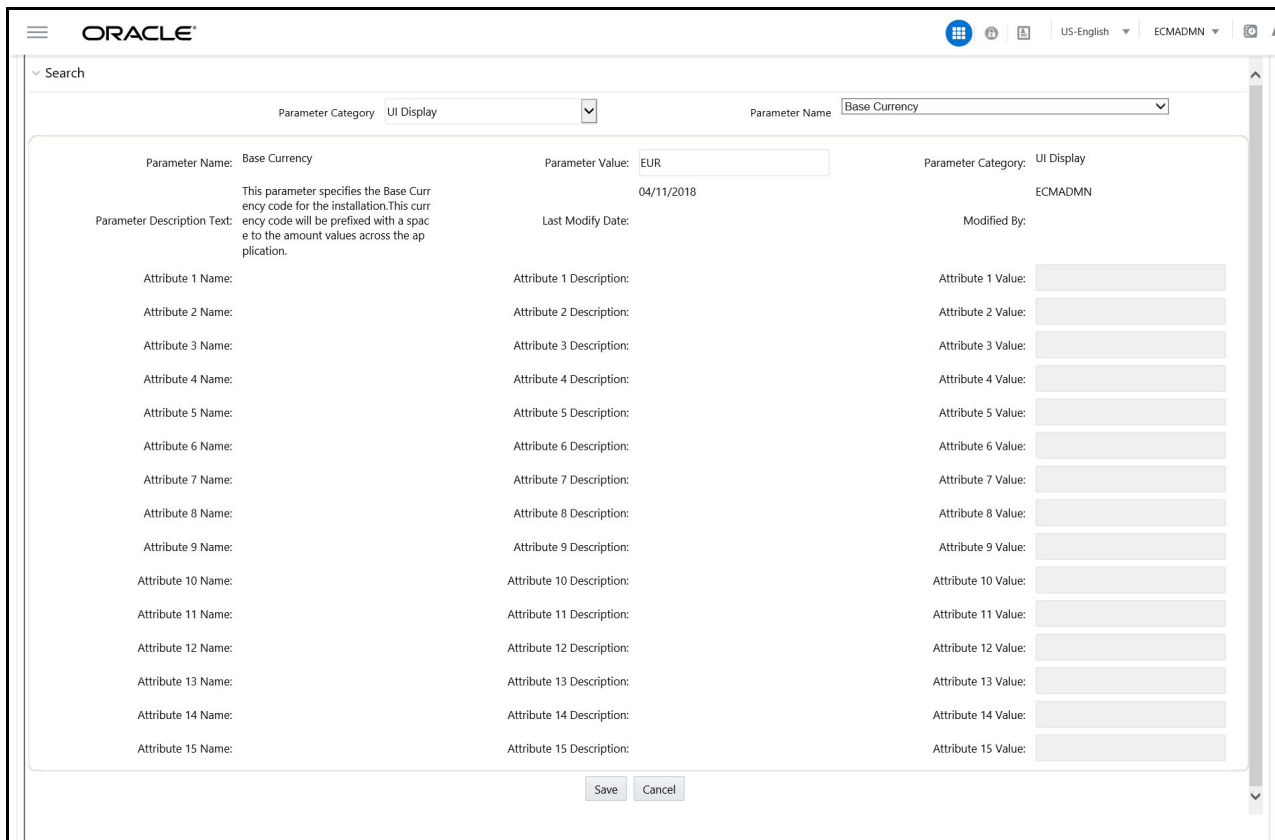 ORACLE
US-English
ECMADMN
Search
Parameter Category UI Display
Parameter Name Base Currency
Parameter Name: Base Currency
Parameter Value: EUR
Parameter Category: UI Display
This parameter specifies the Base Curr
ency code for the installation.This curr
Parameter Description Text: ency code will be prefixed with a spac
e to the amount values across the ap
plication.
Last Modify Date: 04/11/2018
Modified By: ECMADMN
Attribute 1 Name: Attribute 1 Description: Attribute 1 Value:
Attribute 2 Name: Attribute 2 Description: Attribute 2 Value:
Attribute 3 Name: Attribute 3 Description: Attribute 3 Value:
Attribute 4 Name: Attribute 4 Description: Attribute 4 Value:
Attribute 5 Name: Attribute 5 Description: Attribute 5 Value:
Attribute 6 Name: Attribute 6 Description: Attribute 6 Value:
Attribute 7 Name: Attribute 7 Description: Attribute 7 Value:
Attribute 8 Name: Attribute 8 Description: Attribute 8 Value:
Attribute 9 Name: Attribute 9 Description: Attribute 9 Value:
Attribute 10 Name: Attribute 10 Description: Attribute 10 Value:
Attribute 11 Name: Attribute 11 Description: Attribute 11 Value:
Attribute 12 Name: Attribute 12 Description: Attribute 12 Value:
Attribute 13 Name: Attribute 13 Description: Attribute 13 Value:
Attribute 14 Name: Attribute 14 Description: Attribute 14 Value:
Attribute 15 Name: Attribute 15 Description: Attribute 15 Value:
Save Cancel